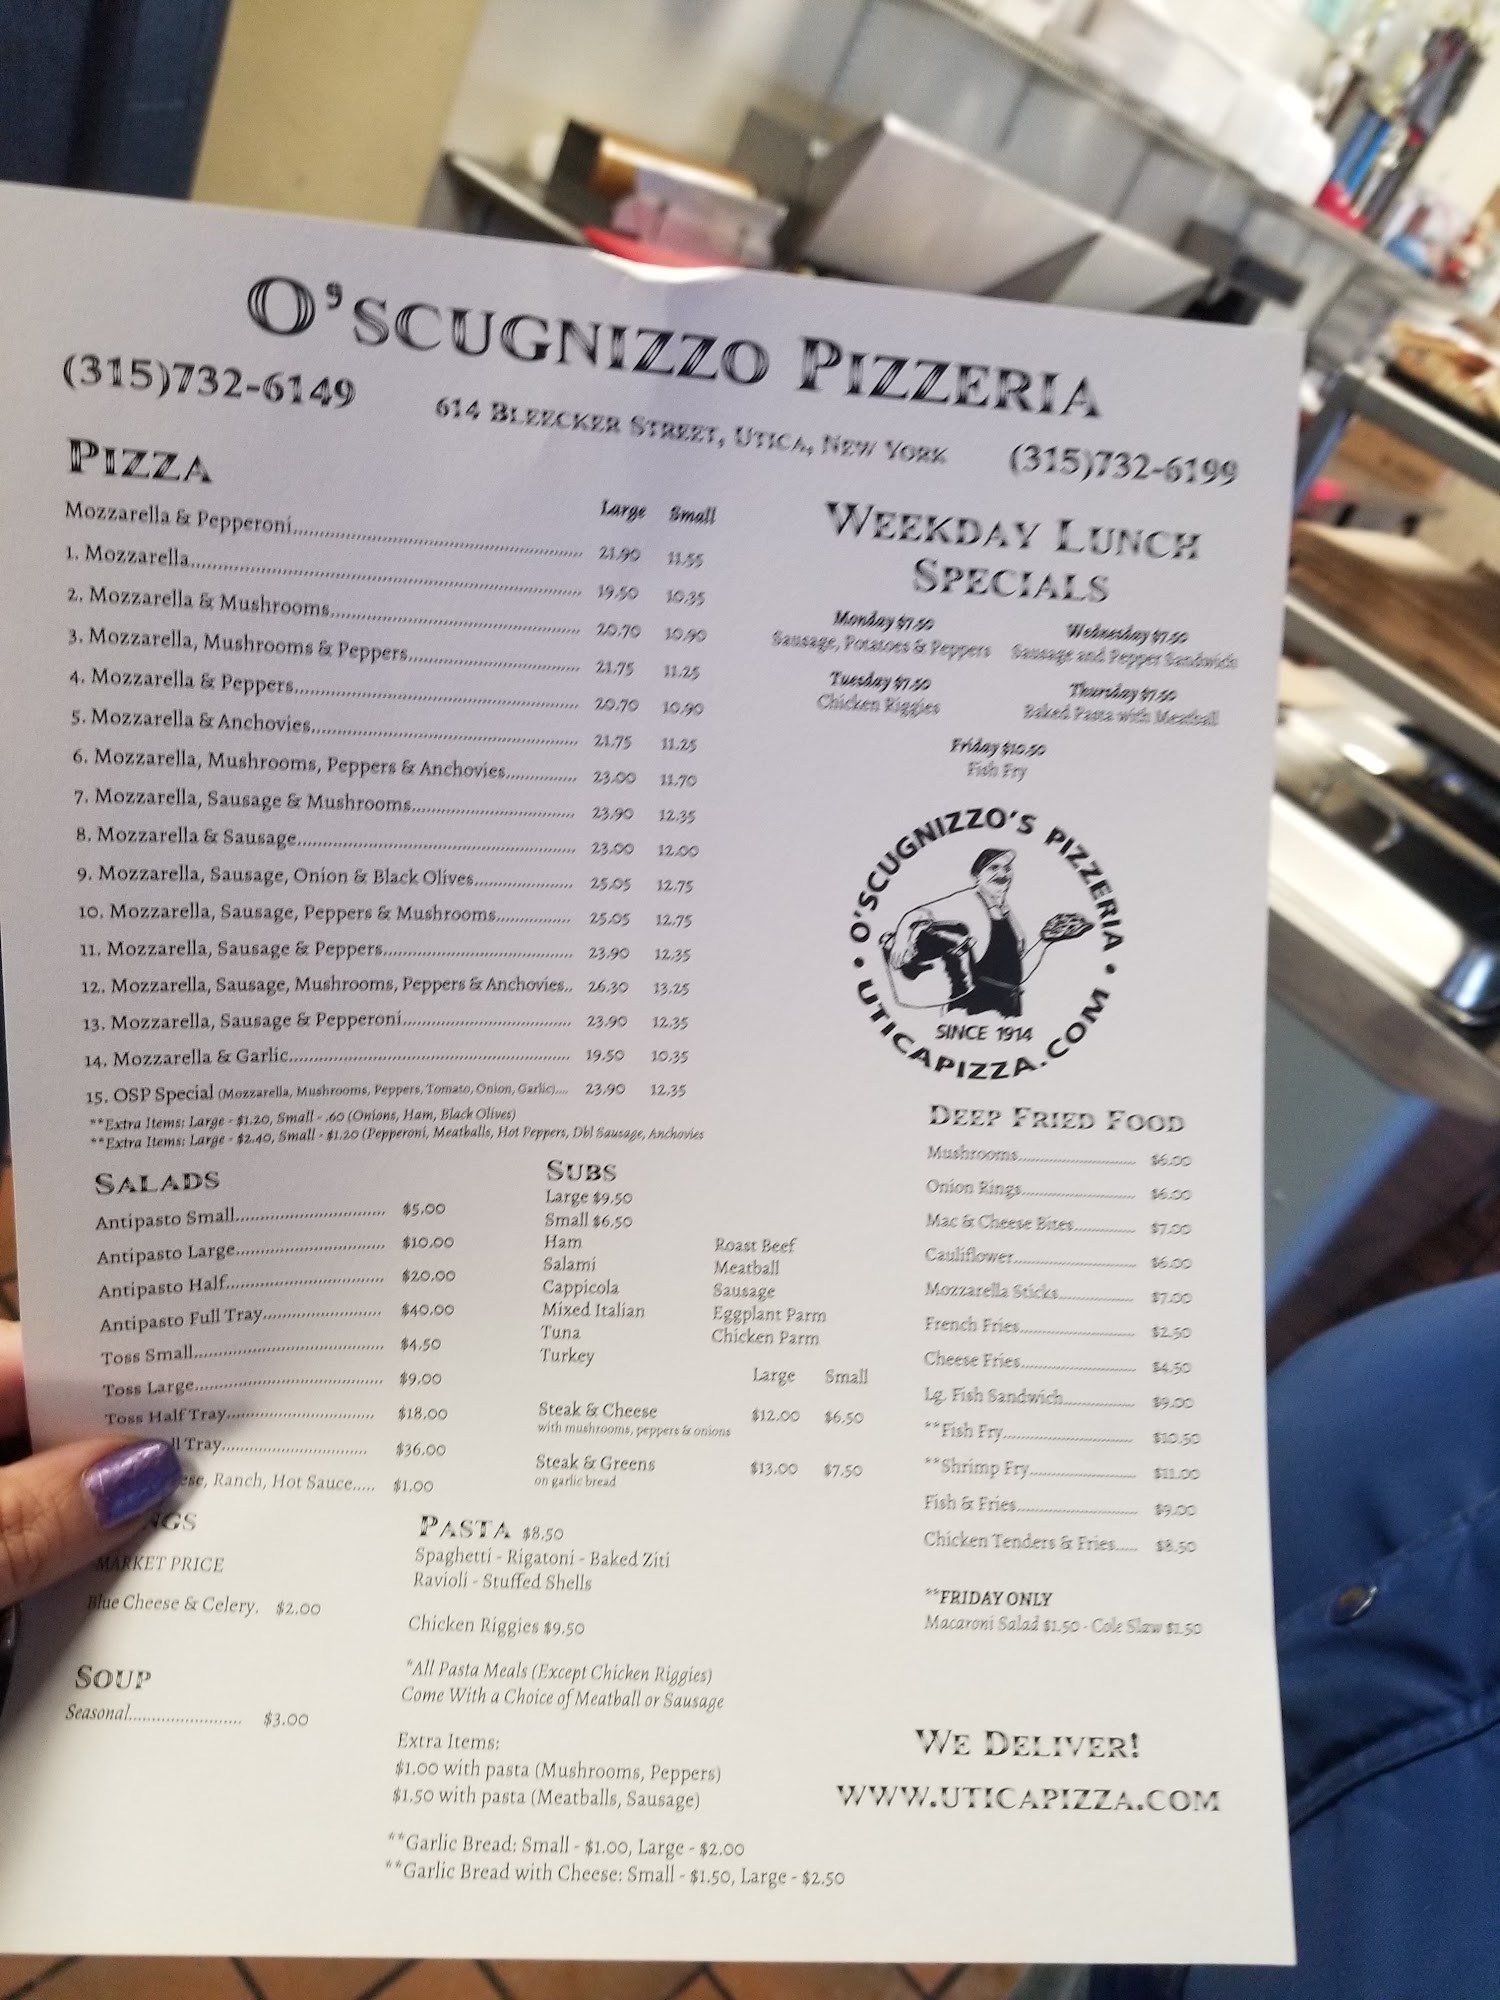 O'scugnizzo Pizzeria
(315)732-6149
614 Bleecker Street, Utica, New York
(315)732-6199
Pizza
Large Small
Mozzarella & Pepperoni 21.90 11.55
1. Mozzarella 19.50 10.35
2. Mozzarella & Mushrooms 20.70 10.90
3. Mozzarella, Mushrooms & Peppers 21.75 11.25
4. Mozzarella & Peppers 20.70 10.90
5. Mozzarella & Anchovies 21.75 11.25
6. Mozzarella, Mushrooms, Peppers & Anchovies 23.00 11.70
7. Mozzarella, Sausage & Mushrooms 23.90 12.35
8. Mozzarella & Sausage 23.00 12.00
9. Mozzarella, Sausage, Onion & Black Olives 25.05 12.75
10. Mozzarella, Sausage, Peppers & Mushrooms 25.05 12.75
11. Mozzarella, Sausage & Peppers 23.90 12.35
12. Mozzarella, Sausage, Mushrooms, Peppers & Anchovies.. 26.30 13.25
13. Mozzarella, Sausage & Pepperoni 23.90 12.35
14. Mozzarella & Garlic 19.50 10.35
15. OSP Special (Mozzarella, Mushrooms, Peppers, Tomato, Onion, Garlic).... 23.90 12.35
**Extra Items: Large - $1.20, Small - .60 (Onions, Ham, Black Olives)
**Extra Items: Large - $2.40, Small - $1.20 (Pepperoni, Meatballs, Hot Peppers, Dbl Sausage, Anchovies
Weekday Lunch
Specials
Monday $7.50
Sausage, Potatoes & Peppers
Wednesday $7.50
Sausage and Pepper Sandwich
Tuesday $7.50
Chicken Riggies
Thursday $7.50
Baked Pasta with Meatball
Friday $10.50
Fish Fry
O'SCUGNIZZO'S PIZZERIA
SINCE 1914
UTICAPIZZA.COM
Salads
Antipasto Small $5.00
Antipasto Large $10.00
Antipasto Half $20.00
Antipasto Full Tray $40.00
Toss Small $4.50
Toss Large $9.00
Toss Half Tray $18.00
Tray $36.00
Ranch, Hot Sauce..... $1.00
MARKET PRICE
Blue Cheese & Celery. $2.00
Soup
Seasonal $3.00
Subs
Large $9.50
Small $6.50
Ham
Salami
Cappicola
Mixed Italian
Tuna
Turkey
Roast Beef
Meatball
Sausage
Eggplant Parm
Chicken Parm
Large Small
Steak & Cheese $12.00 $6.50
with mushrooms, peppers & onions
Steak & Greens $13.00 $7.50
on garlic bread
Pasta $8.50
Spaghetti - Rigatoni - Baked Ziti
Ravioli - Stuffed Shells
Chicken Riggies $9.50
*All Pasta Meals (Except Chicken Riggies)
Come With a Choice of Meatball or Sausage
Extra Items:
$1.00 with pasta (Mushrooms, Peppers)
$1.50 with pasta (Meatballs, Sausage)
**Garlic Bread: Small - $1.00, Large - $2.00
**Garlic Bread with Cheese: Small - $1.50, Large - $2.50
Deep Fried Food
Mushrooms $6.00
Onion Rings $6.00
Mac & Cheese Bites $7.00
Cauliflower $6.00
Mozzarella Sticks $7.00
French Fries $2.50
Cheese Fries $4.50
Lg. Fish Sandwich $9.00
**Fish Fry $10.50
**Shrimp Fry $11.00
Fish & Fries $9.00
Chicken Tenders & Fries..... $8.50
**FRIDAY ONLY
Macaroni Salad $1.50 - Cole Slaw $1.50
We Deliver!
www.uticapizza.com